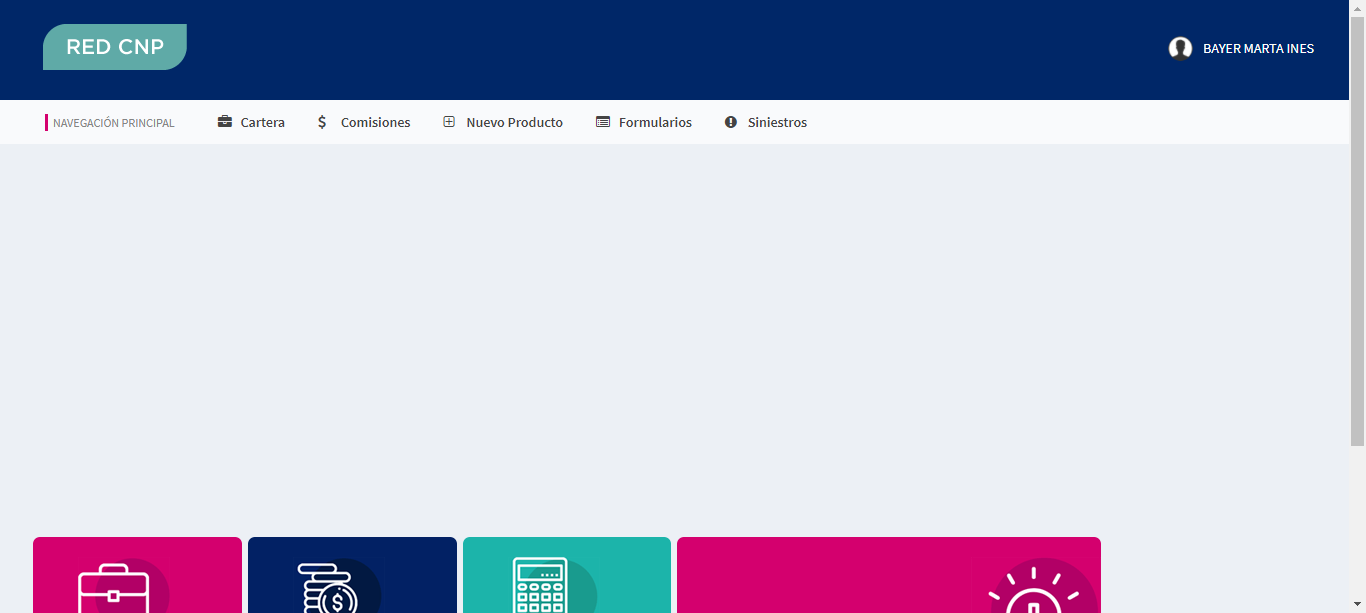 RED CNP
BAYER MARTA INES
NAVEGACIÓN PRINCIPAL
Cartera
Comisiones
Nuevo Producto
Formularios
Siniestros